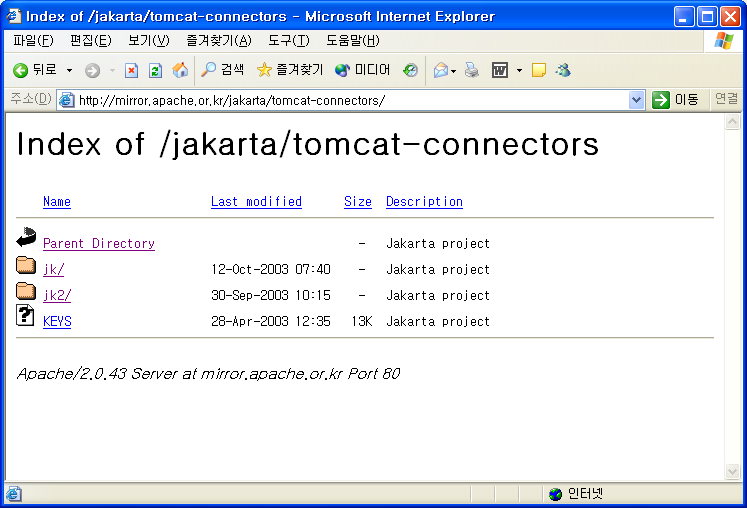 Index of /jakarta/tomcat-connectors - Microsoft Internet Explorer
파일(F) 편집(E) 보기(V) 즐겨찾기(A) 도구(T) 도움말(H)
뒤로 검색 즐겨찾기 미디어
주소(D) http://mirror.apache.or.kr/jakarta/tomcat-connectors/ 이동 연결
Index of /jakarta/tomcat-connectors
Name Last modified Size Description
Parent Directory - Jakarta project
jk/ 12-Oct-2003 07:40 - Jakarta project
jk2/ 30-Sep-2003 10:15 - Jakarta project
KEYS 28-Apr-2003 12:35 13K Jakarta project
Apache/2.0.43 Server at mirror.apache.or.kr Port 80
인터넷